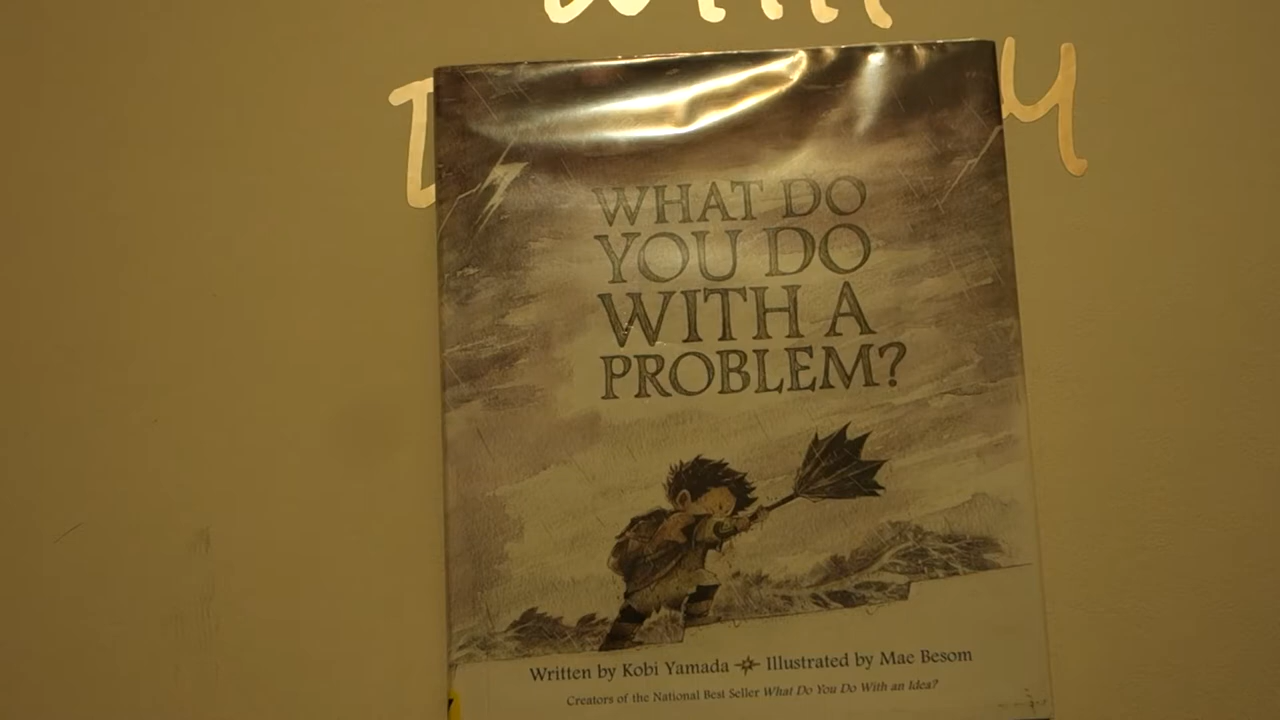 WHAT DO
YOU DO
WITH A
PROBLEM?
Written by Kobi Yamada Illustrated by Mae Besom
Creators of the National Best Seller What Do You Do With an Idea?